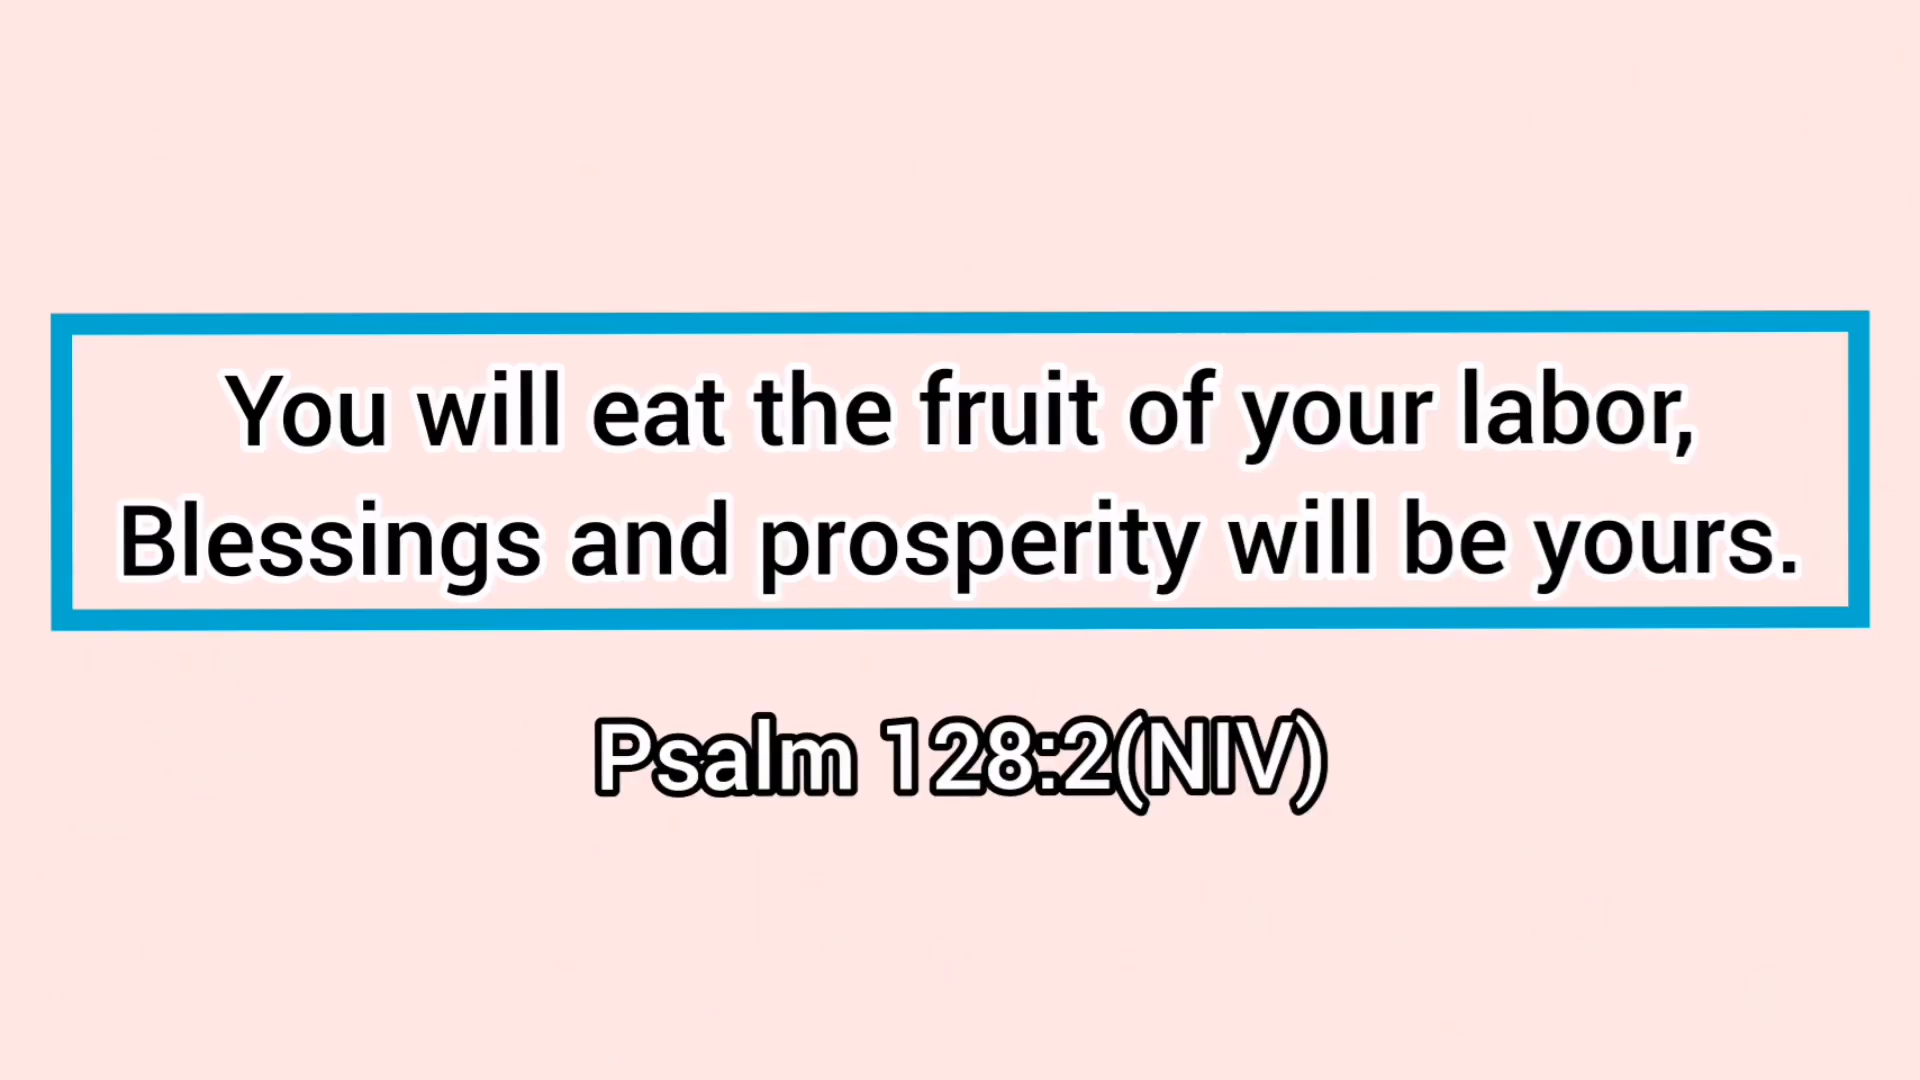 You will eat the fruit of your labor,
Blessings and prosperity will be yours.
Psalm 128:2(NIV)